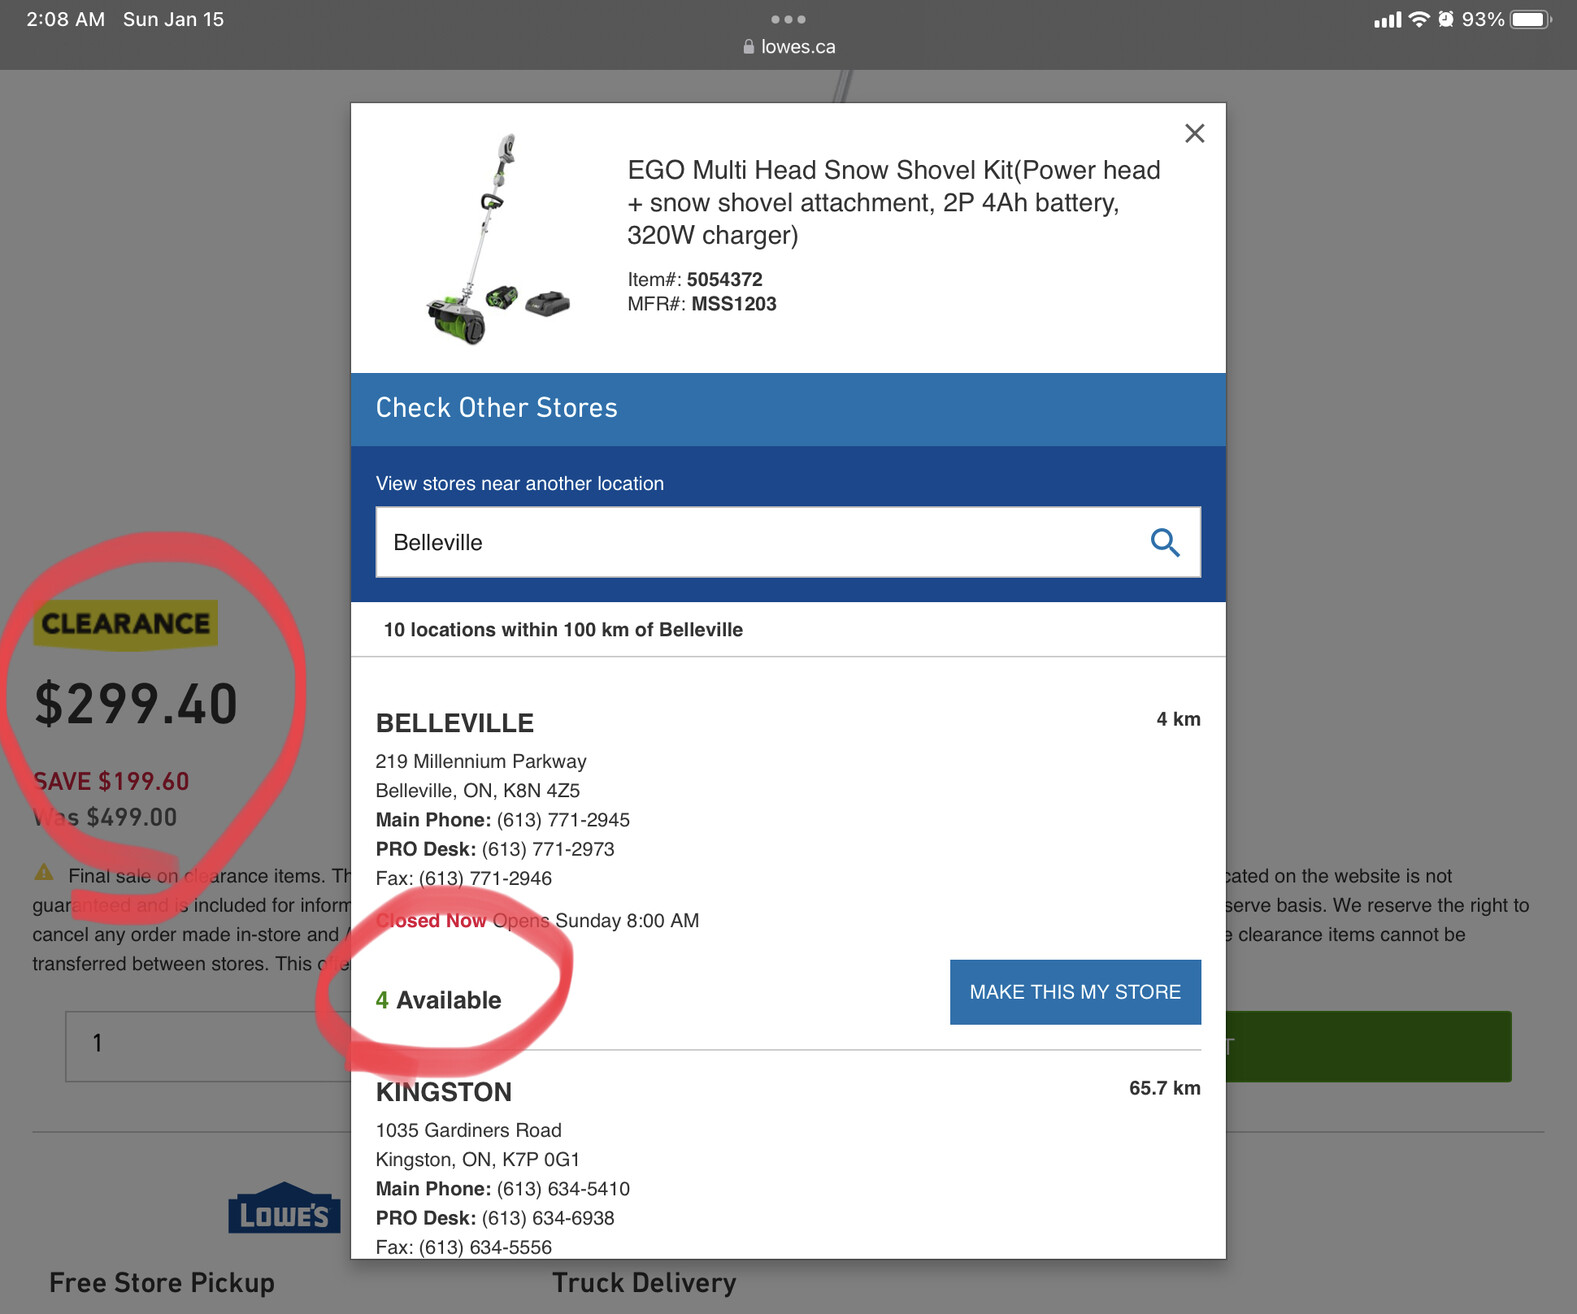 2:08 AM Sun Jan 15
93%
lowes.ca
EGO Multi Head Snow Shovel Kit(Power head
+ snow shovel attachment, 2P 4Ah battery,
320W charger)
Item#: 5054372
MFR#: MSS1203
Check Other Stores
View stores near another location
Belleville
10 locations within 100 km of Belleville
BELLEVILLE
4 km
219 Millennium Parkway
Belleville, ON, K8N 4Z5
Main Phone: (613) 771-2945
PRO Desk: (613) 771-2973
Fax: (613) 771-2946
Closed Now Opens Sunday 8:00 AM
4 Available
MAKE THIS MY STORE
KINGSTON
65.7 km
1035 Gardiners Road
Kingston, ON, K7P 0G1
Main Phone: (613) 634-5410
PRO Desk: (613) 634-6938
Fax: (613) 634-5556
CLEARANCE
$299.40
SAVE $199.60
Was $499.00
Final sale on clearance items. cated on the website is not
guaranteed and is included for inform serve basis. We reserve the right to
cancel any order made in-store and clearance items cannot be
transferred between stores. This
1
T
LOWE'S
Free Store Pickup
Truck Delivery